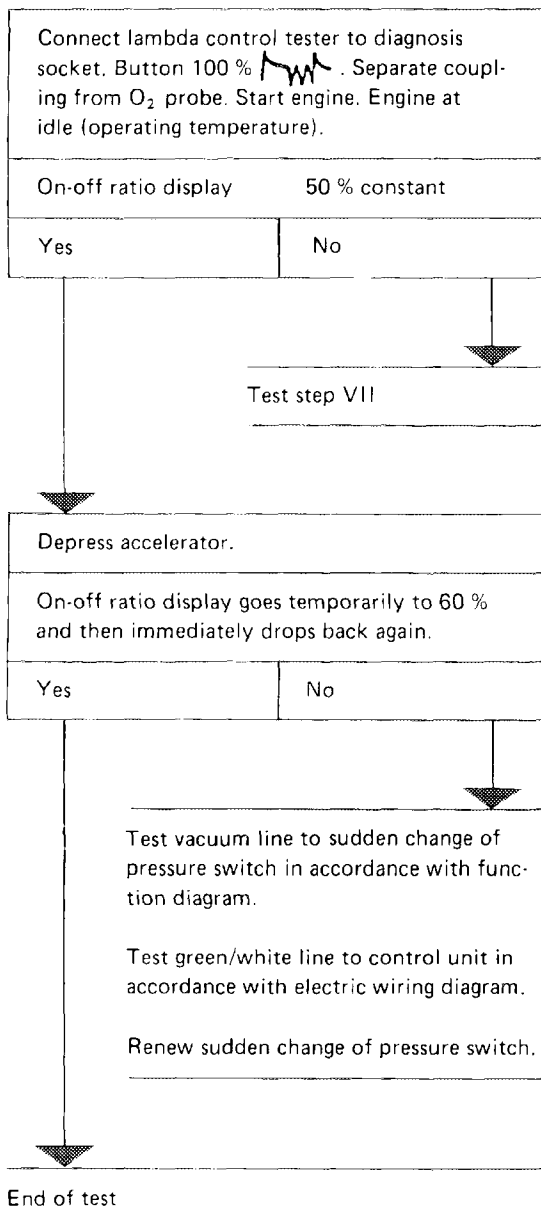 Connect lambda control tester to diagnosis
socket. Button 100 % . Separate coupl-
ing from O₂ probe. Start engine. Engine at
idle (operating temperature).
On-off ratio display 50 % constant
Yes No
Test step VII
Depress accelerator.
On-off ratio display goes temporarily to 60 %
and then immediately drops back again.
Yes No
Test vacuum line to sudden change of
pressure switch in accordance with func-
tion diagram.
Test green/white line to control unit in
accordance with electric wiring diagram.
Renew sudden change of pressure switch.
End of test